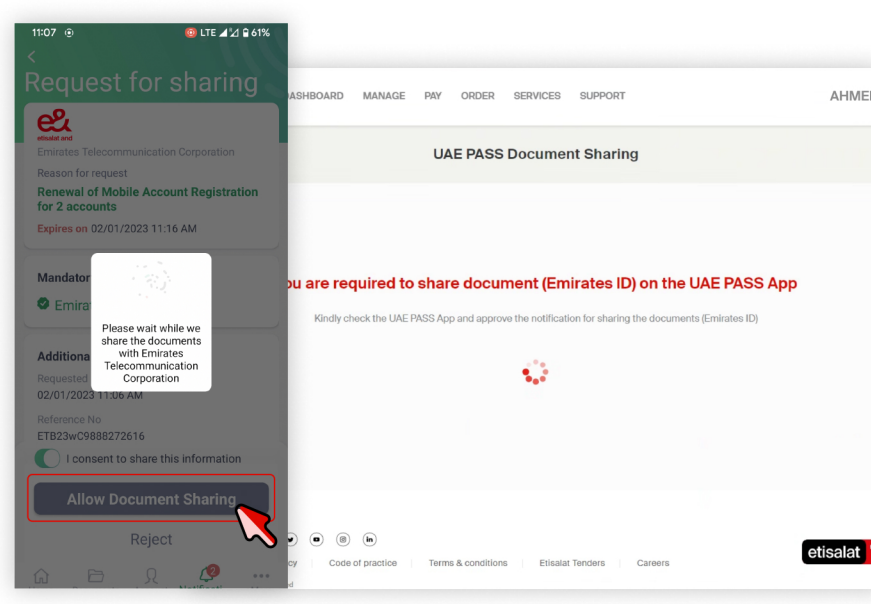 11:07
LTE
61%
Request for sharing
e&
etisalat and
Emirates Telecommunication Corporation
Reason for request
Renewal of Mobile Account Registration
for 2 accounts
Expires on 02/01/2023 11:16 AM
Please wait while we
share the documents
with Emirates
Telecommunication
Corporation
Requested
02/01/2023 11:06 AM
Reference No
ETB23wC9888272616
I consent to share this information
Allow Document Sharing
Reject
2
DASHBOARD MANAGE PAY ORDER SERVICES SUPPORT
UAE PASS Document Sharing
are required to share document (Emirates ID) on the UAE PASS App
Kindly check the UAE PASS App and approve the notification for sharing the documents (Emirates ID)
in
Code of practice Terms & conditions Etisalat Tenders Careers
etisalat